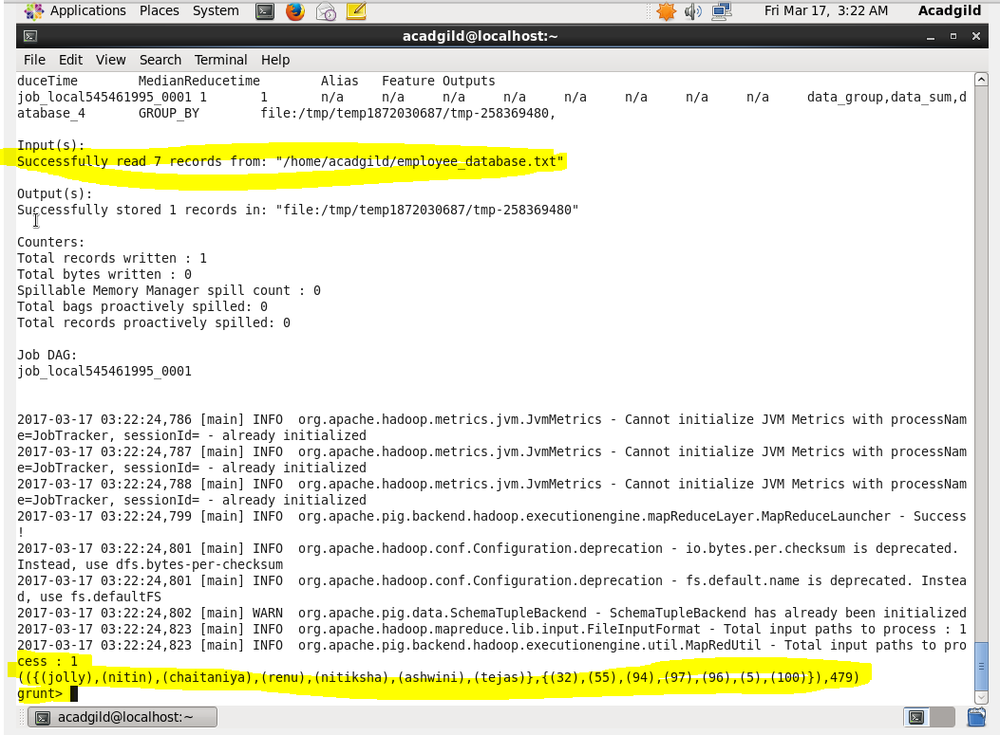 Applications Places System Fri Mar 17, 3:22 AM Acadgild
acadgild@localhost:~
File Edit View Search Terminal Help
duceTime MedianReducetime Alias Feature Outputs
job_local545461995_0001 1 1 n/a n/a n/a n/a n/a n/a n/a n/a data_group,data_sum,d
atabase_4 GROUP_BY file:/tmp/temp1872030687/tmp-258369480,
Input(s):
Successfully read 7 records from: "/home/acadgild/employee_database.txt"
Output(s):
Successfully stored 1 records in: "file:/tmp/temp1872030687/tmp-258369480"
Counters:
Total records written : 1
Total bytes written : 0
Spillable Memory Manager spill count : 0
Total bags proactively spilled: 0
Total records proactively spilled: 0
Job DAG:
job_local545461995_0001
2017-03-17 03:22:24,786 [main] INFO org.apache.hadoop.metrics.jvm.JvmMetrics - Cannot initialize JVM Metrics with processNam
e=JobTracker, sessionId= - already initialized
2017-03-17 03:22:24,787 [main] INFO org.apache.hadoop.metrics.jvm.JvmMetrics - Cannot initialize JVM Metrics with processNam
e=JobTracker, sessionId= - already initialized
2017-03-17 03:22:24,788 [main] INFO org.apache.hadoop.metrics.jvm.JvmMetrics - Cannot initialize JVM Metrics with processNam
e=JobTracker, sessionId= - already initialized
2017-03-17 03:22:24,799 [main] INFO org.apache.pig.backend.hadoop.executionengine.mapReduceLayer.MapReduceLauncher - Success
!
2017-03-17 03:22:24,801 [main] INFO org.apache.hadoop.conf.Configuration.deprecation - io.bytes.per.checksum is deprecated.
Instead, use dfs.bytes-per-checksum
2017-03-17 03:22:24,801 [main] INFO org.apache.hadoop.conf.Configuration.deprecation - fs.default.name is deprecated. Instea
d, use fs.defaultFS
2017-03-17 03:22:24,802 [main] WARN org.apache.pig.data.SchemaTupleBackend - SchemaTupleBackend has already been initialized
2017-03-17 03:22:24,823 [main] INFO org.apache.hadoop.mapreduce.lib.input.FileInputFormat - Total input paths to process : 1
2017-03-17 03:22:24,823 [main] INFO org.apache.pig.backend.hadoop.executionengine.util.MapRedUtil - Total input paths to pro
cess : 1
(({(jolly),(nitin),(chaitaniya),(renu),(nitiksha),(ashwini),(tejas)},{(32),(55),(94),(97),(96),(5),(100)}),479)
grunt>
acadgild@localhost:~